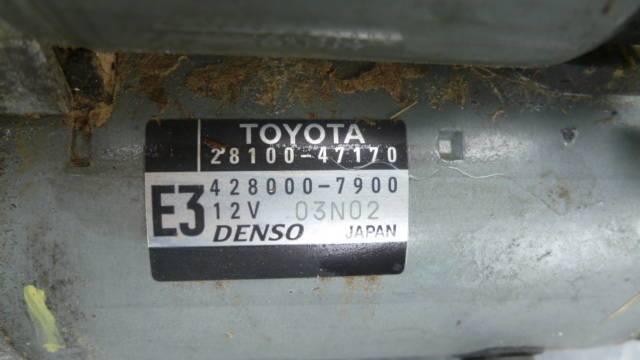 TOYOTA
28100-47170
E3
428000-7900
12V 03N02
DENSO JAPAN